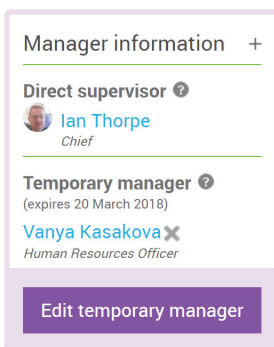 Manager information +
Direct supervisor ?
Ian Thorpe
Chief
Temporary manager ?
(expires 20 March 2018)
Vanya Kasakova
Human Resources Officer
Edit temporary manager